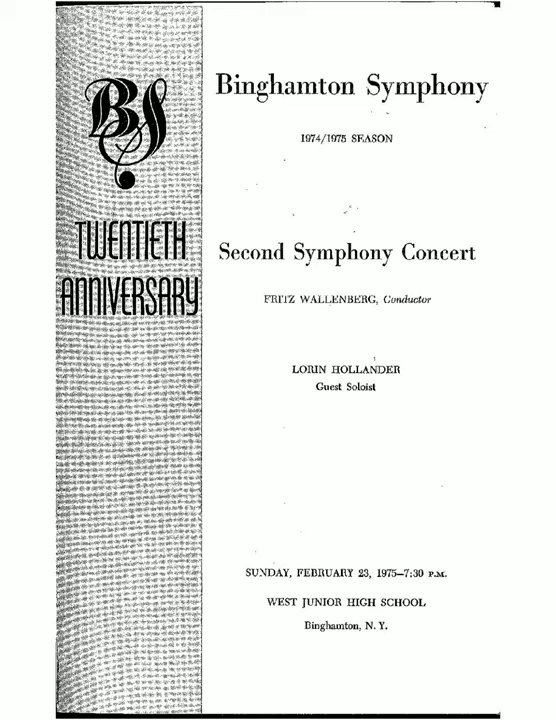 BS
TWENTIETH
ANNIVERSARY
Binghamton Symphony
1974/1975 SEASON
Second Symphony Concert
FRITZ WALLENBERG, Conductor
LORIN HOLLANDER
Guest Soloist
SUNDAY, FEBRUARY 23, 1975–7:30 P.M.
WEST JUNIOR HIGH SCHOOL
Binghamton, N. Y.